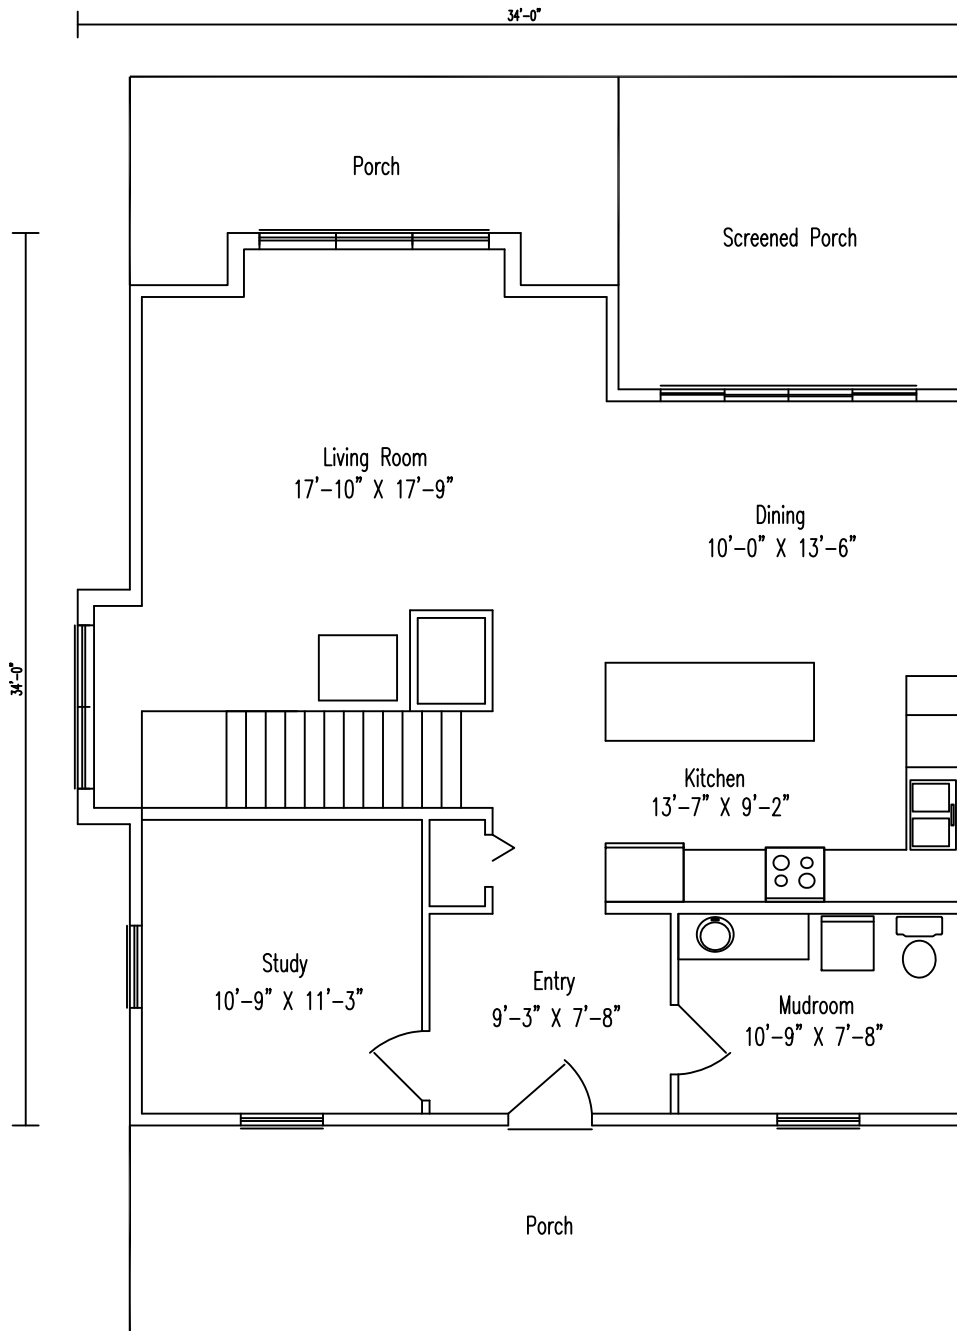 34'-0"
Porch
Screened Porch
Living Room
17'-10" X 17'-9"
Dining
10'-0" X 13'-6"
34'-0"
Kitchen
13'-7" X 9'-2"
Study
10'-9" X 11'-3"
Entry
9'-3" X 7'-8"
Mudroom
10'-9" X 7'-8"
Porch